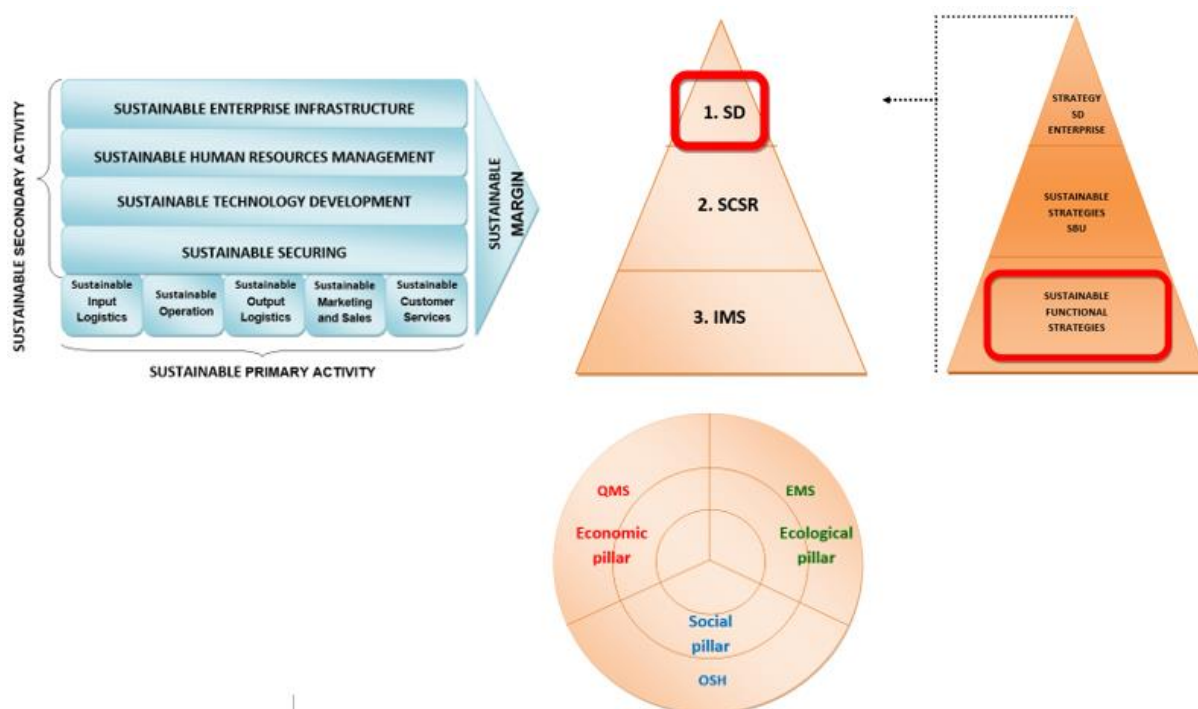 SUSTAINABLE SECONDARY ACTIVITY
SUSTAINABLE ENTERPRISE INFRASTRUCTURE
SUSTAINABLE HUMAN RESOURCES MANAGEMENT
SUSTAINABLE TECHNOLOGY DEVELOPMENT
SUSTAINABLE SECURING
Sustainable
Input
Logistics
Sustainable
Operation
Sustainable
Output
Logistics
Sustainable
Marketing
and Sales
Sustainable
Customer
Services
SUSTAINABLE
MARGIN
SUSTAINABLE PRIMARY ACTIVITY
1. SD
2. SCSR
3. IMS
STRATEGY
SD
ENTERPRISE
SUSTAINABLE
STRATEGIES
SBU
SUSTAINABLE
FUNCTIONAL
STRATEGIES
QMS
Economic
pillar
EMS
Ecological
pillar
Social
pillar
OSH